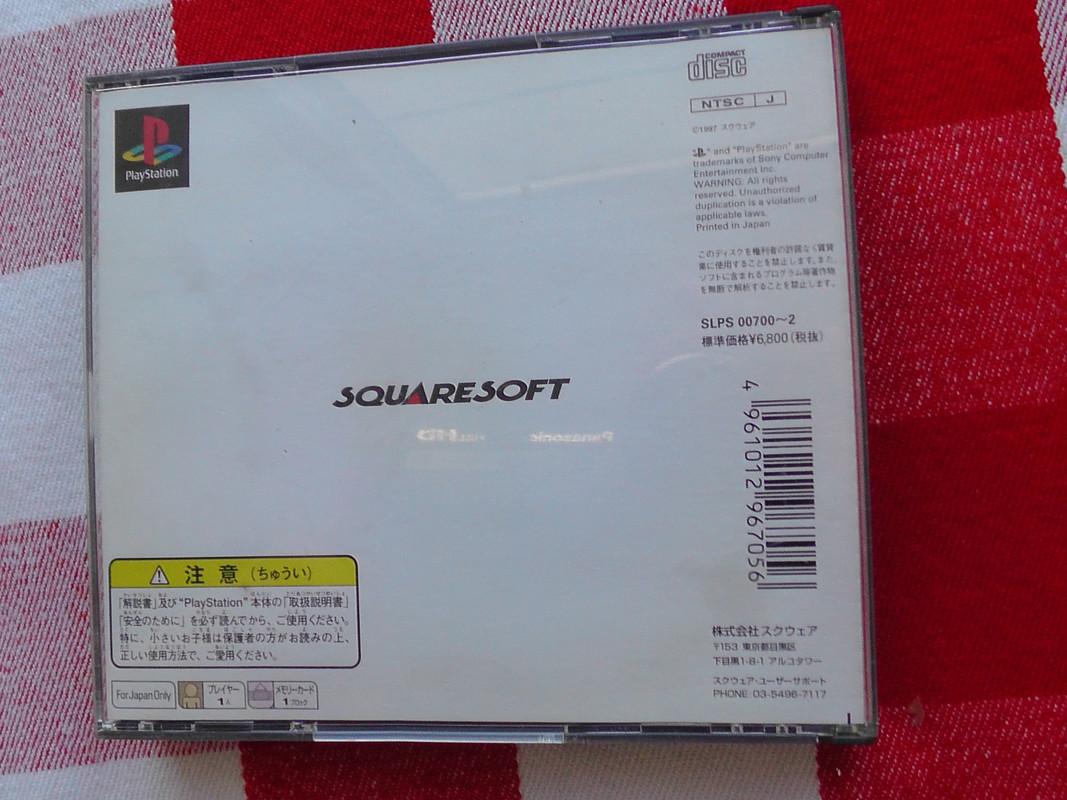 PlayStation
COMPACT
disc
NTSC J
©1997 スクウェア
" " and "PlayStation" are
trademarks of Sony Computer
Entertainment Inc.
WARNING: All rights
reserved. Unauthorized
duplication is a violation of
applicable laws.
Printed in Japan
このディスクを権利者の許諾なく賃貸
業に使用することを禁止します。また、
ソフトに含まれるプログラム等著作物
を無断で解析することを禁止します。
SLPS 00700〜2
標準価格¥6,800(税抜)
SQUARESOFT
Panasonic
4 961012 967056
注意(ちゅうい)
「解説書」及び"PlayStation"本体の「取扱説明書」
「安全のために」を必ず読んでから、ご使用ください。
特に、小さいお子様は保護者の方がお読みの上、
正しい使用方法で、ご愛用ください。
For Japan Only
プレイヤー
1人
メモリーカード
1ブロック
株式会社スクウェア
〒153 東京都目黒区
下目黒1-8-1 アルコタワー
スクウェア・ユーザーサポート
PHONE: 03-5496-7117